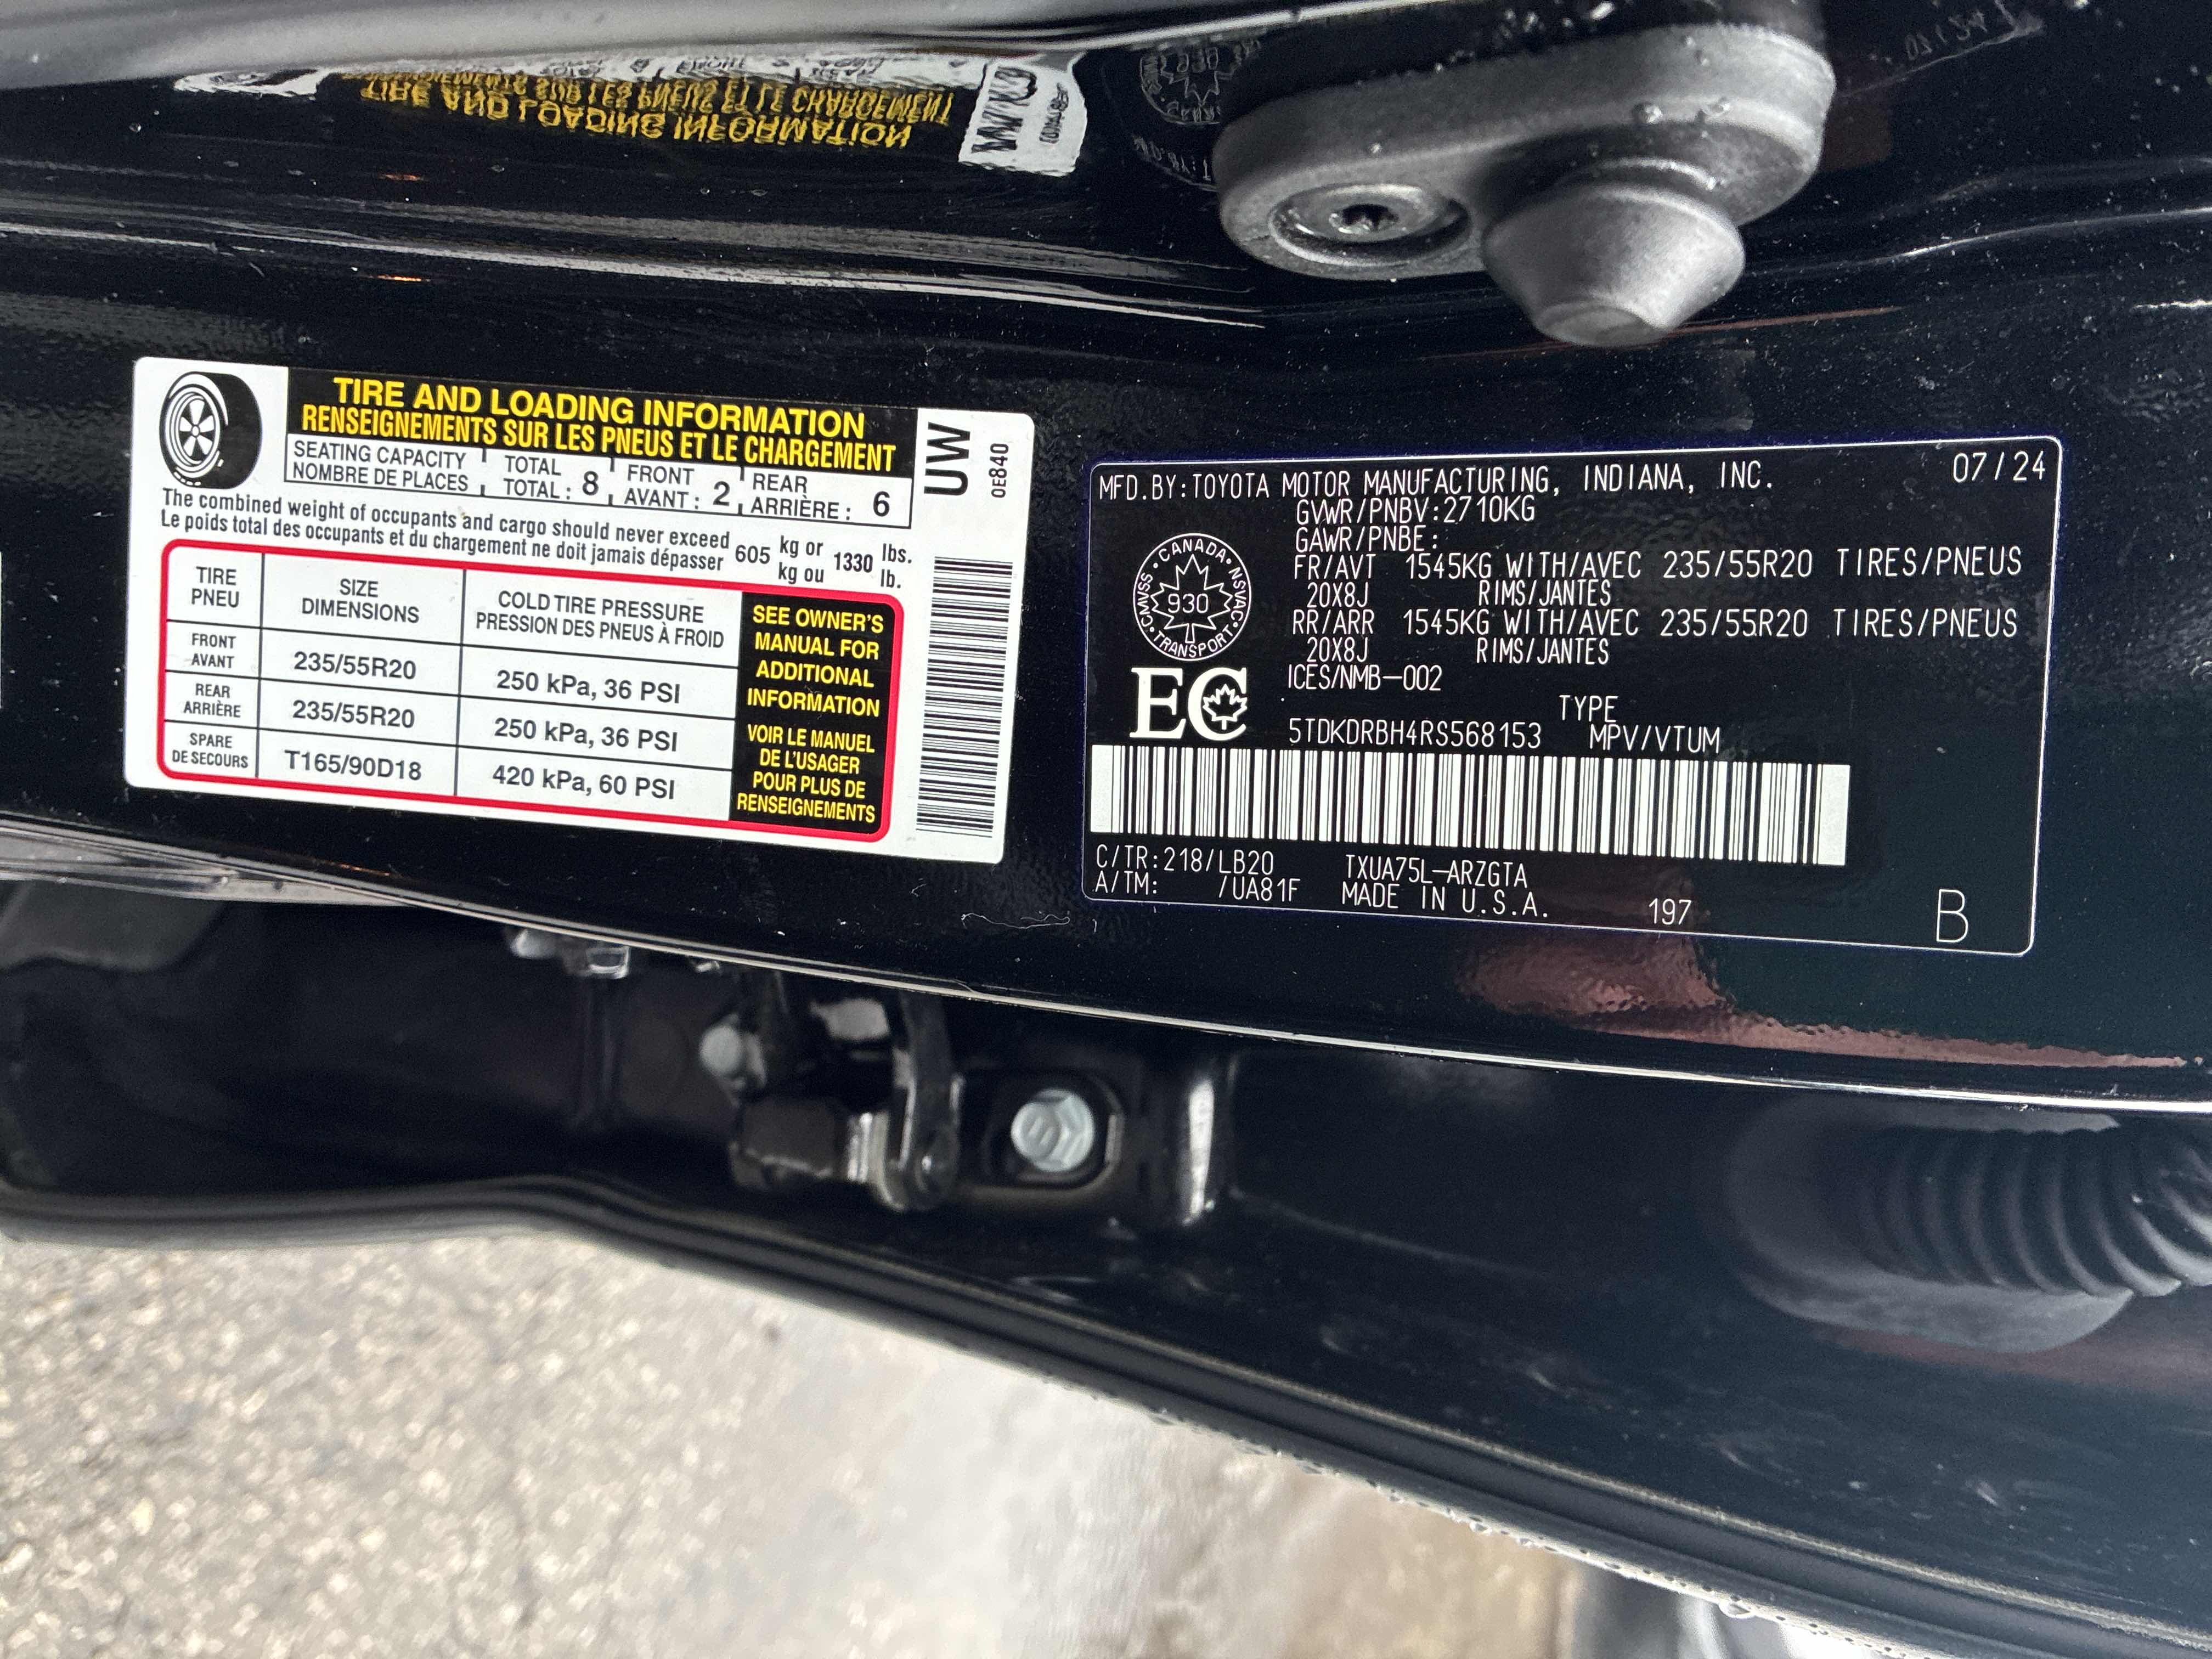 TIRE AND LOADING INFORMATION
RENSEIGNEMENTS SUR LES PNEUS ET LE CHARGEMENT
SEATING CAPACITY TOTAL FRONT REAR
NOMBRE DE PLACES TOTAL : 8 AVANT : 2 ARRIÈRE : 6
The combined weight of occupants and cargo should never exceed 605 kg or 1330 lbs.
Le poids total des occupants et du chargement ne doit jamais dépasser kg ou lb.
TIRE SIZE COLD TIRE PRESSURE
PNEU DIMENSIONS PRESSION DES PNEUS À FROID
FRONT
AVANT 235/55R20 250 kPa, 36 PSI
REAR
ARRIÈRE 235/55R20 250 kPa, 36 PSI
SPARE
DE SECOURS T165/90D18 420 kPa, 60 PSI
SEE OWNER'S
MANUAL FOR
ADDITIONAL
INFORMATION
VOIR LE MANUEL
DE L'USAGER
POUR PLUS DE
RENSEIGNEMENTS
UW
0E840
MFD.BY:TOYOTA MOTOR MANUFACTURING, INDIANA, INC. 07/24
GVWR/PNBV:2710KG
GAWR/PNBE:
FR/AVT 1545KG WITH/AVEC 235/55R20 TIRES/PNEUS
20X8J RIMS/JANTES
RR/ARR 1545KG WITH/AVEC 235/55R20 TIRES/PNEUS
20X8J RIMS/JANTES
ICES/NMB-002
CANADA • NSVAC • TRANSPORT • CMVSS
930
EC
TYPE
5TDKDRBH4RS568153 MPV/VTUM
C/TR:218/LB20 TXUA75L-ARZGTA
A/TM: /UA81F MADE IN U.S.A. 197
B
TIRE AND LOADING INFORMATION
RENSEIGNEMENTS SUR LES PNEUS ET LE CHARGEMENT